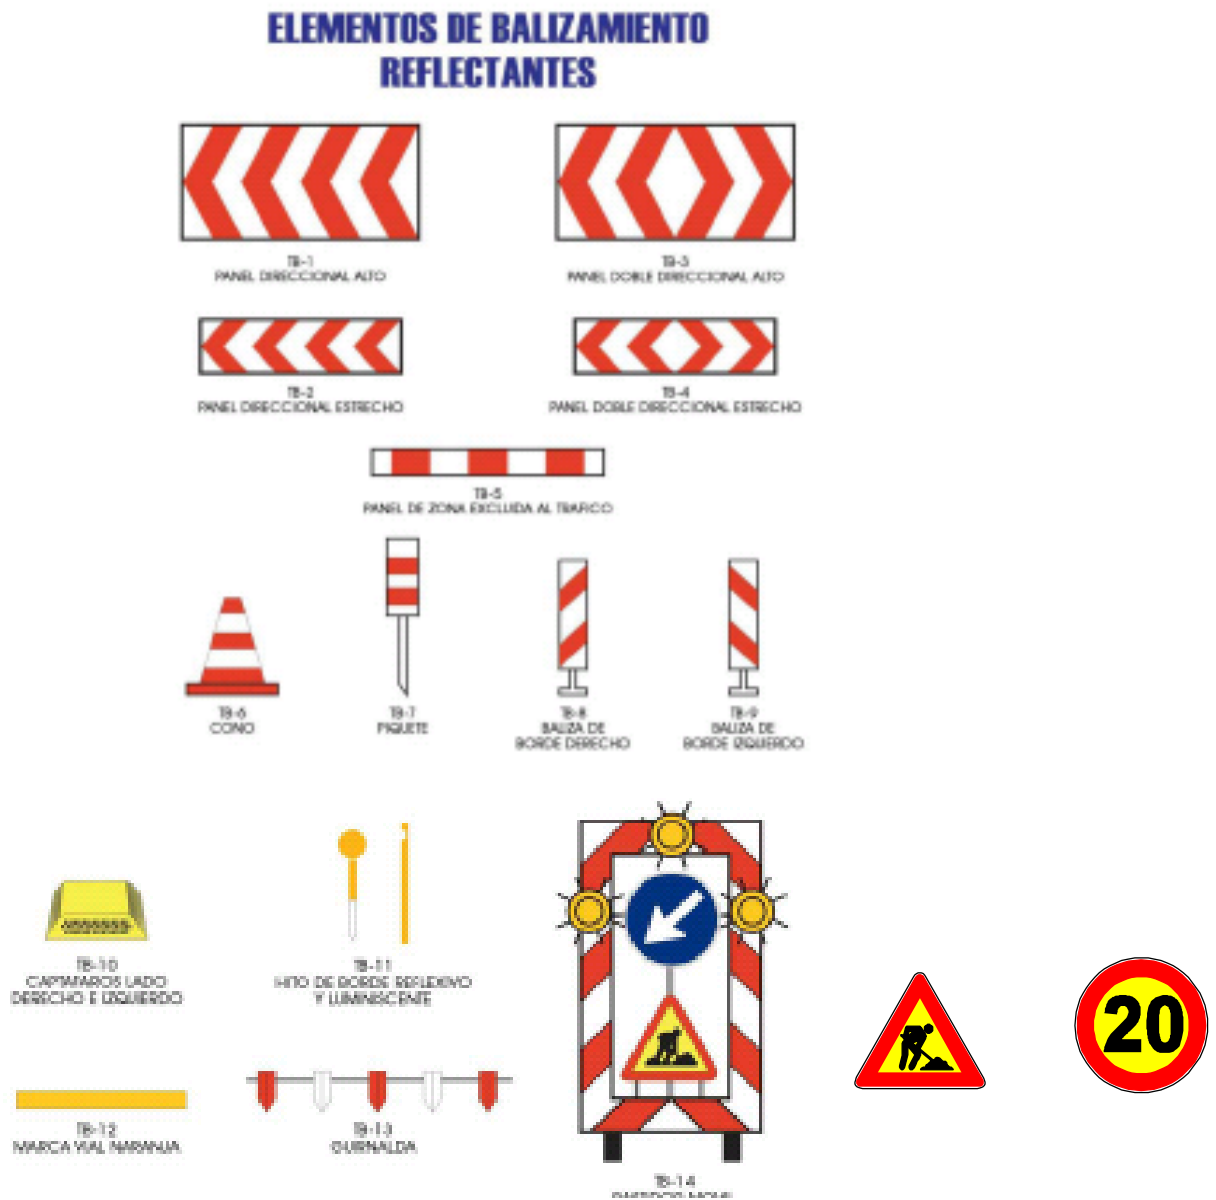 ELEMENTOS DE BALIZAMIENTO
REFLECTANTES
TB-1
PANEL DIRECCIONAL ALTO
TB-3
PANEL DOBLE DIRECCIONAL ALTO
TB-2
PANEL DIRECCIONAL ESTRECHO
TB-4
PANEL DOBLE DIRECCIONAL ESTRECHO
TB-5
PANEL DE ZONA EXCLUIDA AL TRAFICO
TB-6
CONO
TB-7
PIQUETE
TB-8
BALIZA DE
BORDE DERECHO
TB-9
BALIZA DE
BORDE IZQUIERDO
TB-10
CAPTAFAROS LADO
DERECHO E IZQUIERDO
TB-11
HITO DE BORDE REFLEXIVO
Y LUMINISCENTE
TB-12
MARCA VIAL NARANJA
TB-13
GUIRNALDA
TB-14
BASTIDOR MOVIL
20